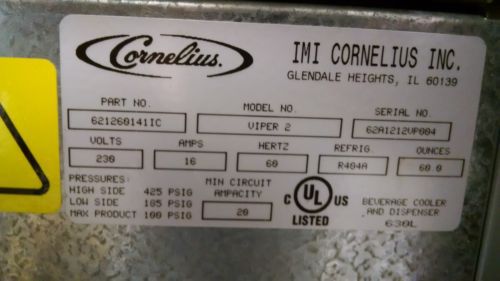 Cornelius.
IMI CORNELIUS INC.
GLENDALE HEIGHTS, IL 60139
PART NO. MODEL NO. SERIAL NO.
621260141IC VIPER 2 62A1212VP004
VOLTS AMPS HERTZ REFRIG. OUNCES
230 16 60 R404A 60.0
PRESSURES:
HIGH SIDE 425 PSIG
LOW SIDE 165 PSIG
MAX PRODUCT 100 PSIG
MIN CIRCUIT
AMPACITY
20
C UL US
LISTED
BEVERAGE COOLER
AND DISPENSER
630L